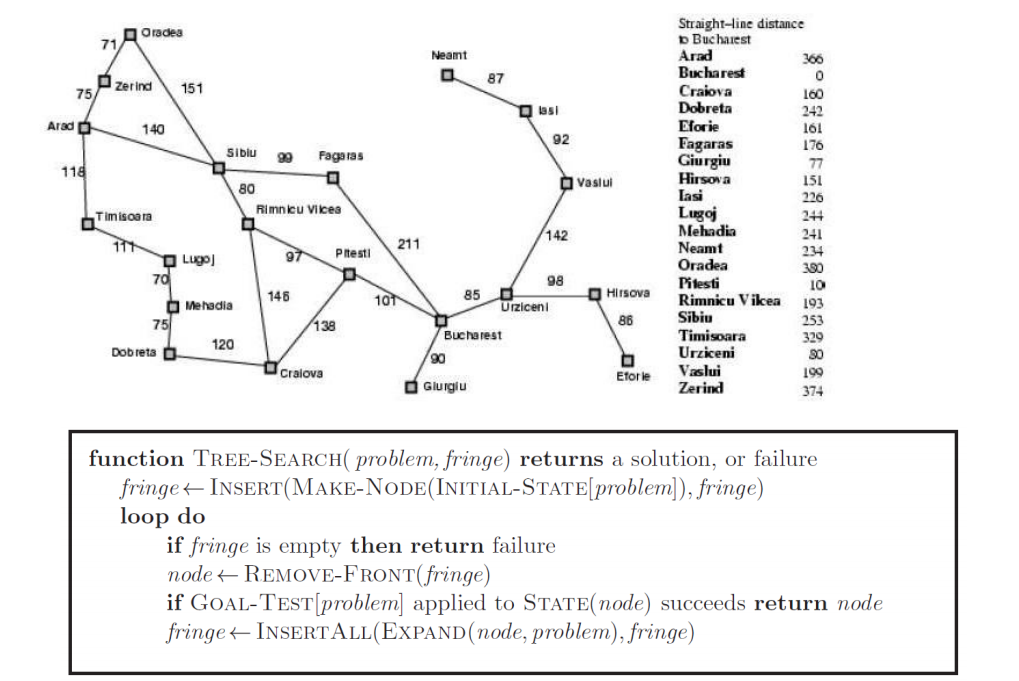 Oradea
71
Neamt
87
Zerind
151
75
Iasi
Arad
140
92
Sibiu
99
Fagaras
118
Vaslui
80
Rimnicu Vilcea
Timisoara
142
111
211
Lugoj
97
Pitesti
70
98
Hirsova
85
146
101
Urziceni
Mehadia
86
138
Bucharest
75
120
Dobreta
90
Craiova
Eforie
Giurgiu
Straight-line distance
to Bucharest
Arad 366
Bucharest 0
Craiova 160
Dobreta 242
Eforie 161
Fagaras 176
Giurgiu 77
Hirsova 151
Iasi 226
Lugoj 244
Mehadia 241
Neamt 234
Oradea 380
Pitesti 10
Rimnicu Vilcea 193
Sibiu 253
Timisoara 329
Urziceni 80
Vaslui 199
Zerind 374
function TREE-SEARCH( problem, fringe) returns a solution, or failure
fringe ← INSERT(MAKE-NODE(INITIAL-STATE[problem]), fringe)
loop do
if fringe is empty then return failure
node ← REMOVE-FRONT(fringe)
if GOAL-TEST[problem] applied to STATE(node) succeeds return node
fringe ← INSERTALL(EXPAND(node, problem), fringe)